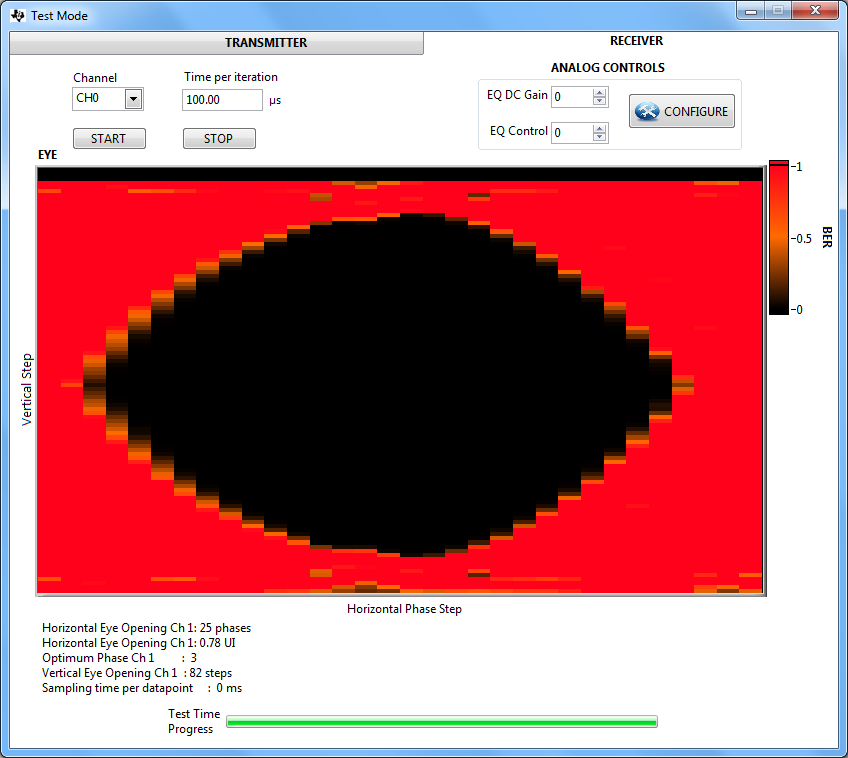 Test Mode
TRANSMITTER
RECEIVER
ANALOG CONTROLS
Channel
Time per iteration
CH0
100.00 µs
EQ DC Gain 0
CONFIGURE
EQ Control 0
START
STOP
EYE
1
0.5
0
BER
Vertical Step
Horizontal Phase Step
Horizontal Eye Opening Ch 1: 25 phases
Horizontal Eye Opening Ch 1: 0.78 UI
Optimum Phase Ch 1 : 3
Vertical Eye Opening Ch 1 : 82 steps
Sampling time per datapoint : 0 ms
Test Time
Progress